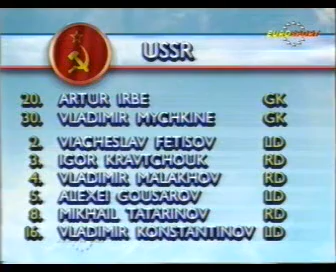 EUROSPORT
USSR
20. ARTUR IRBE GK
30. VLADIMIR MYCHKINE GK
2. VIACHESLAV FETISOV LD
3. IGOR KRAVTCHOUK RD
4. VLADIMIR MALAKHOV RD
5. ALEXEI GOUSAROV LD
8. MIKHAIL TATARINOV RD
16. VLADIMIR KONSTANTINOV LD